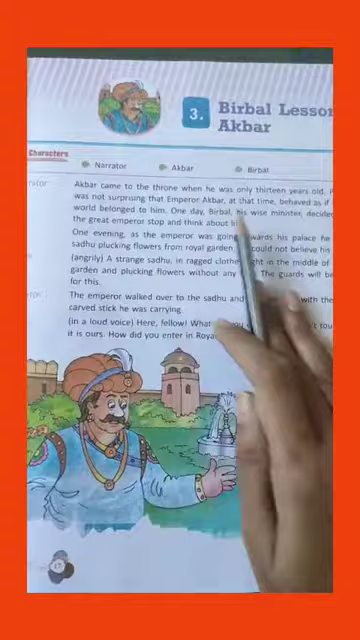 3.
Birbal Lesson
Akbar
Characters
Narrator
Akbar
Birbal
Akbar came to the throne when he was only thirteen years old.
was not surprising that Emperor Akbar, at that time, behaved as if
world belonged to him. One day, Birbal, his wise minister, decide
the great emperor stop and think about
One evening, as the emperor was going towards his palace he
sadhu plucking flowers from royal garden. could not believe his
(angrily) A strange sadhu, in ragged clothe in the middle of
garden and plucking flowers without any The guards will be
for this.
The emperor walked over to the sadhu and with the
carved stick he was carrying.
(in a loud voice) Here, fellow! What
it is ours. How did you enter in Roya